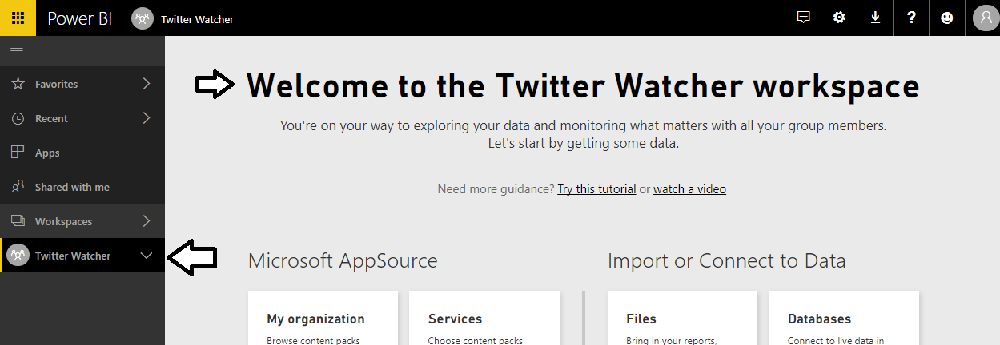 Power BI
Twitter Watcher
?
Favorites
Recent
Apps
Shared with me
Workspaces
Twitter Watcher
Welcome to the Twitter Watcher workspace
You're on your way to exploring your data and monitoring what matters with all your group members.
Let's start by getting some data.
Need more guidance? Try this tutorial or watch a video
Microsoft AppSource
Import or Connect to Data
My organization
Browse content packs
Services
Choose content packs
Files
Bring in your reports,
Databases
Connect to live data in